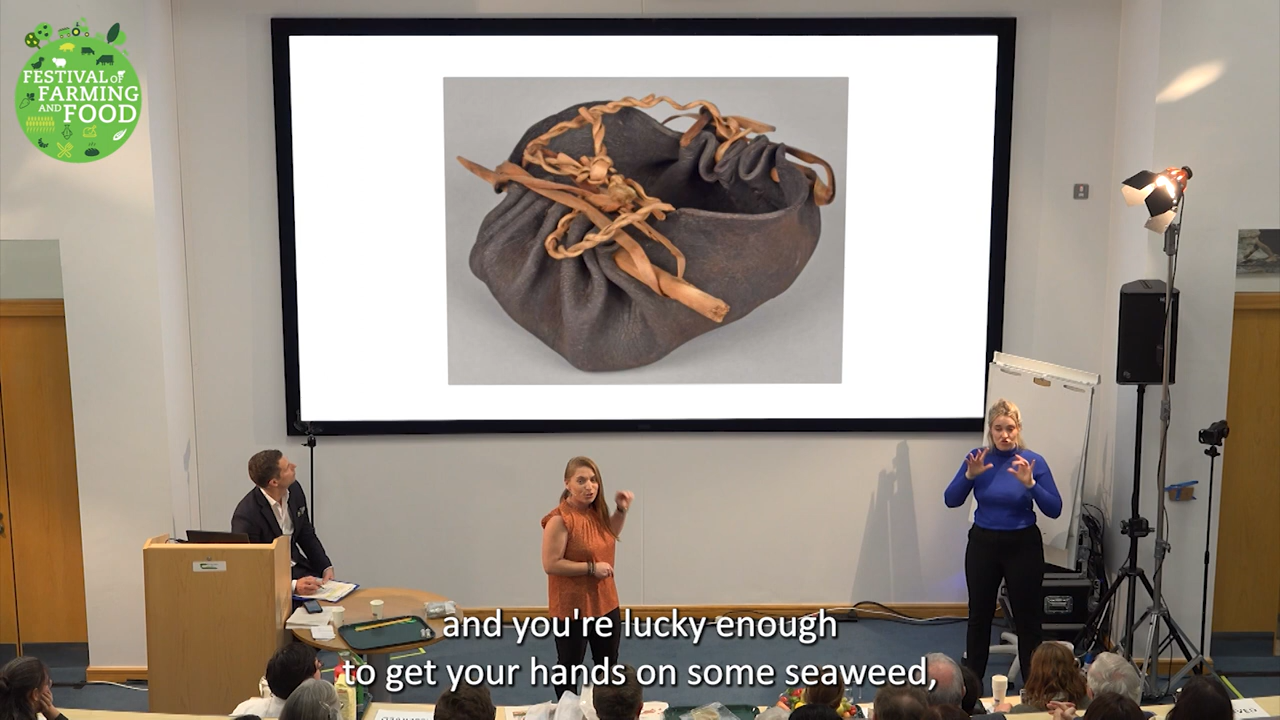 FESTIVAL OF
FARMING
AND FOOD
and you're lucky enough
to get your hands on some seaweed,